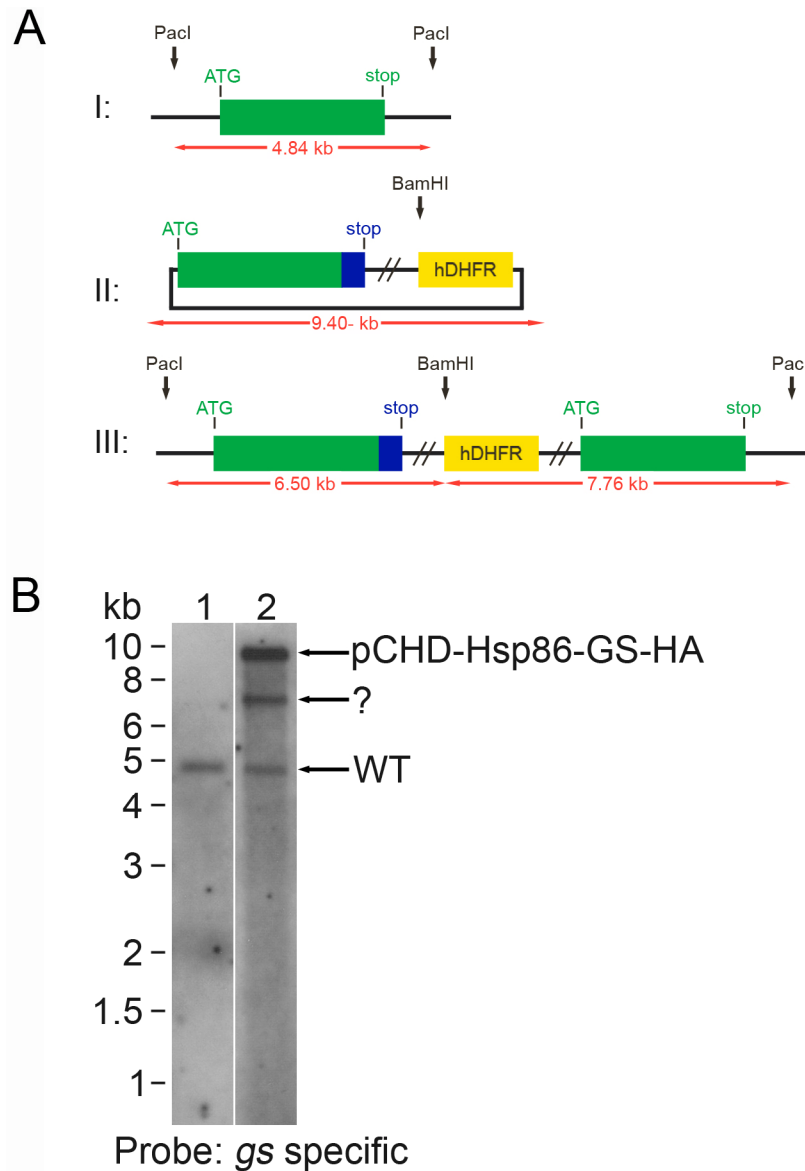 A
PacI PacI
ATG stop
I:
4.84 kb
BamHI
ATG stop
hDHFR
II:
9.40- kb
PacI BamHI Pac
ATG stop ATG stop
III:
hDHFR
6.50 kb 7.76 kb
B
kb 1 2
10
pCHD-Hsp86-GS-HA
8
?
6
5
WT
4
3
2
1.5
1
Probe: gs specific